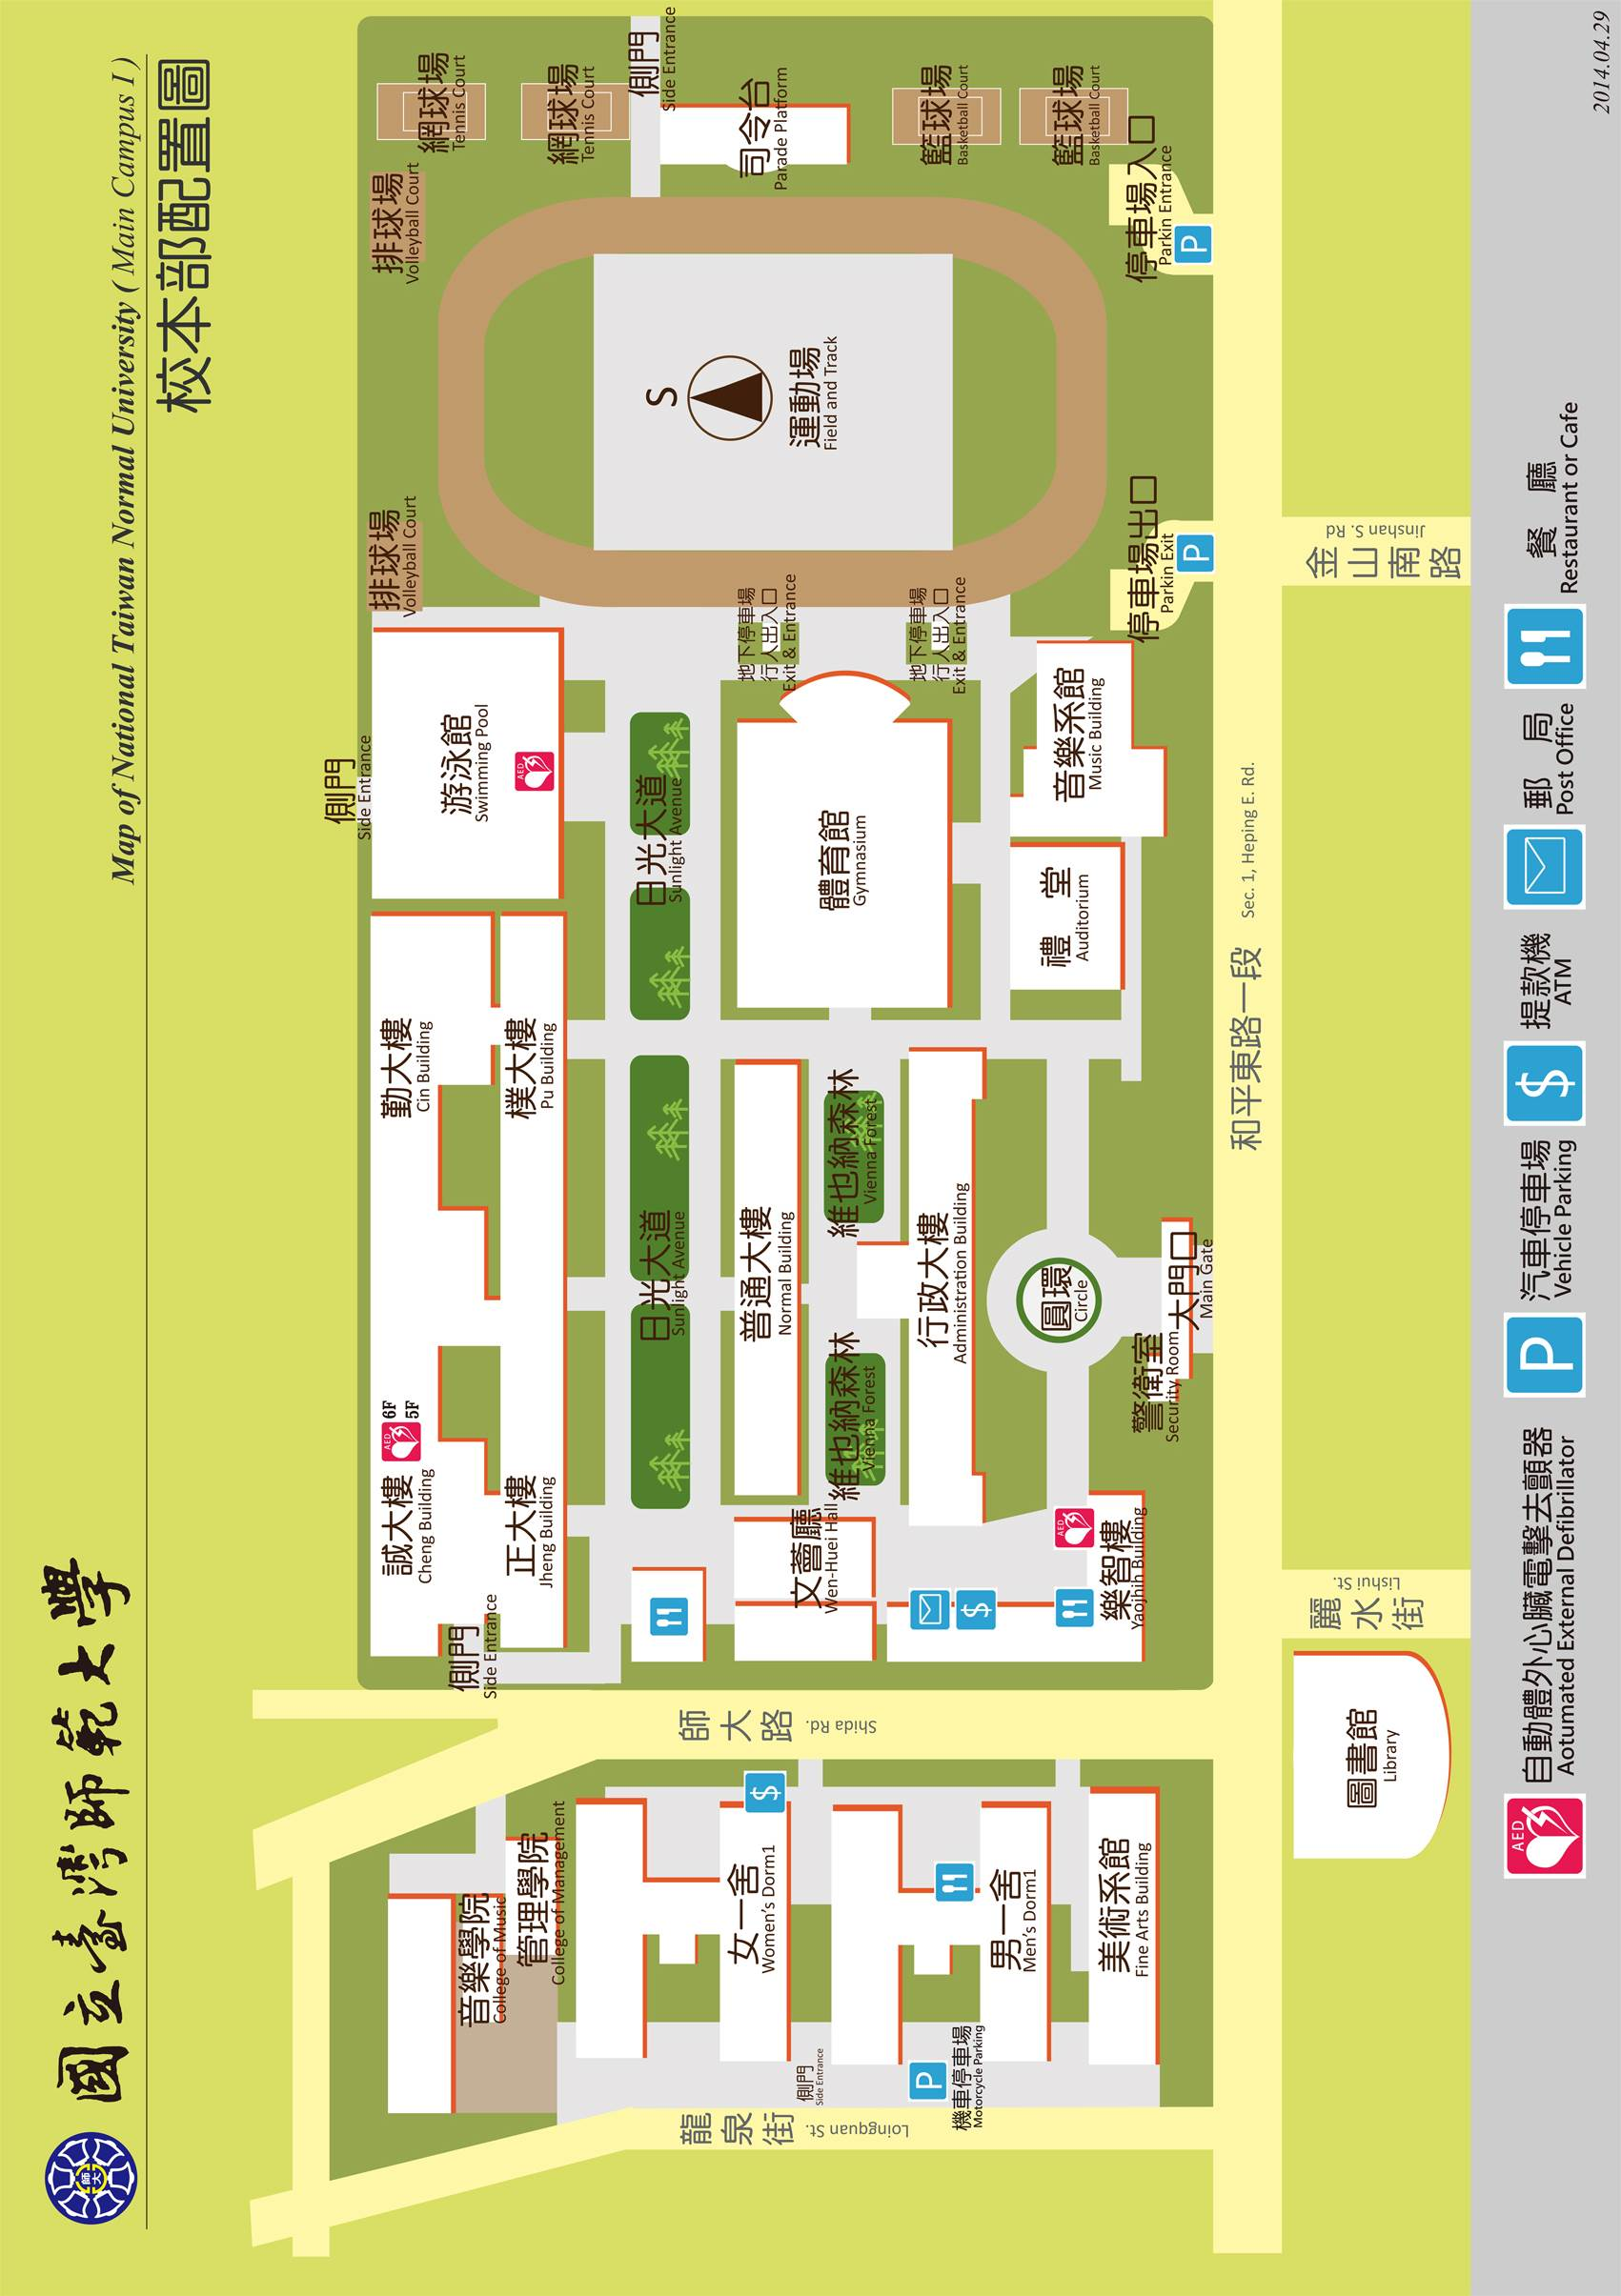 國立臺灣師範大學
Map of National Taiwan Normal University ( Main Campus I )
校本部配置圖
側門
Side Entrance
音樂學院
College of Music
管理學院
College of Management
女一舍
Women's Dorm1
男一舍
Men's Dorm1
美術系館
Fine Arts Building
側門
Side Entrance
機車停車場
Motorcycle Parking
龍泉街
Loingquan St.
師大路
Shida Rd.
側門
Side Entrance
誠大樓
Cheng Building
AED
6F
5F
正大樓
Jheng Building
勤大樓
Cin Building
樸大樓
Pu Building
游泳館
Swimming Pool
AED
排球場
Volleyball Court
排球場
Volleyball Court
網球場
Tennis Court
網球場
Tennis Court
側門
Side Entrance
司令台
Parade Platform
籃球場
Basketball Court
籃球場
Basketball Court
日光大道
Sunlight Avenue
日光大道
Sunlight Avenue
文薈廳
Wen-Huei Hall
普通大樓
Normal Building
維也納森林
Vienna Forest
維也納森林
Vienna Forest
行政大樓
Administration Building
體育館
Gymnasium
地下停車場
行人出入口
Exit & Entrance
地下停車場
行人出入口
Exit & Entrance
S
運動場
Field and Track
樂智樓
Yaojhih Building
AED
圓環
Circle
警衛室
Security Room
大門口
Main Gate
禮堂
Auditorium
音樂系館
Music Building
停車場出口
Parkin Exit
P
停車場入口
Parkin Entrance
P
P
$
$
和平東路一段
Sec. 1, Heping E. Rd.
圖書館
Library
麗水街
Lishui St.
金山南路
Jinshan S. Rd
AED
自動體外心臟電擊去顫器
Aotumated External Defibrillator
P
汽車停車場
Vehicle Parking
$
提款機
ATM
郵局
Post Office
餐廳
Restaurant or Cafe
2014.04.29